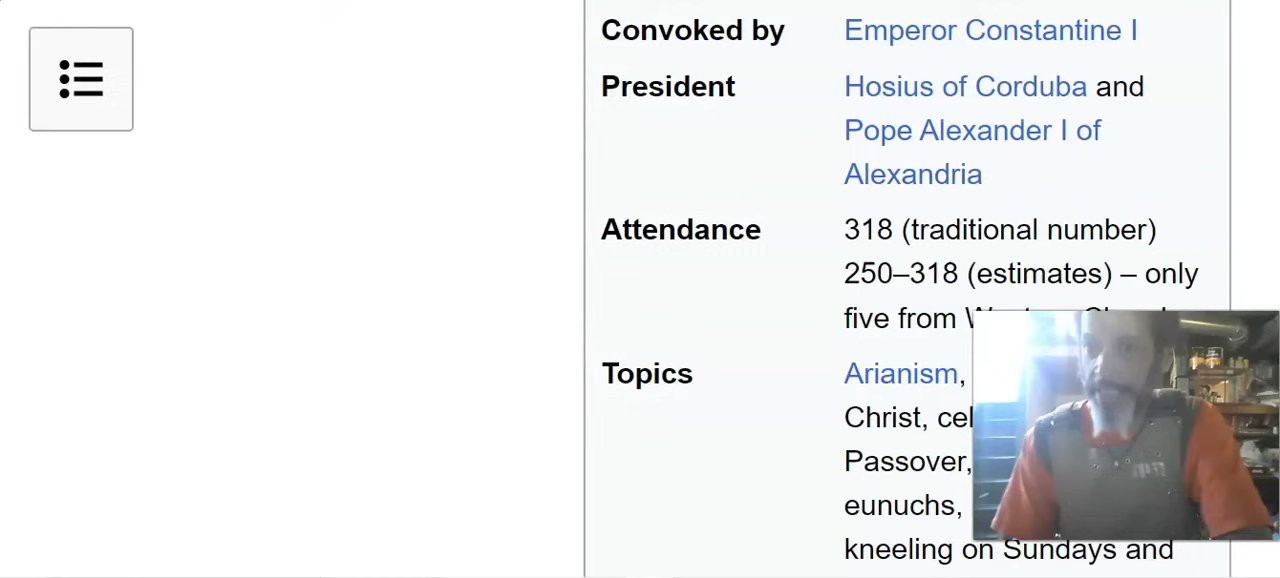 Convoked by Emperor Constantine I
President Hosius of Corduba and
Pope Alexander I of
Alexandria
Attendance 318 (traditional number)
250–318 (estimates) – only
five from
Topics Arianism,
Christ,
Passover,
eunuchs,
kneeling on Sundays and